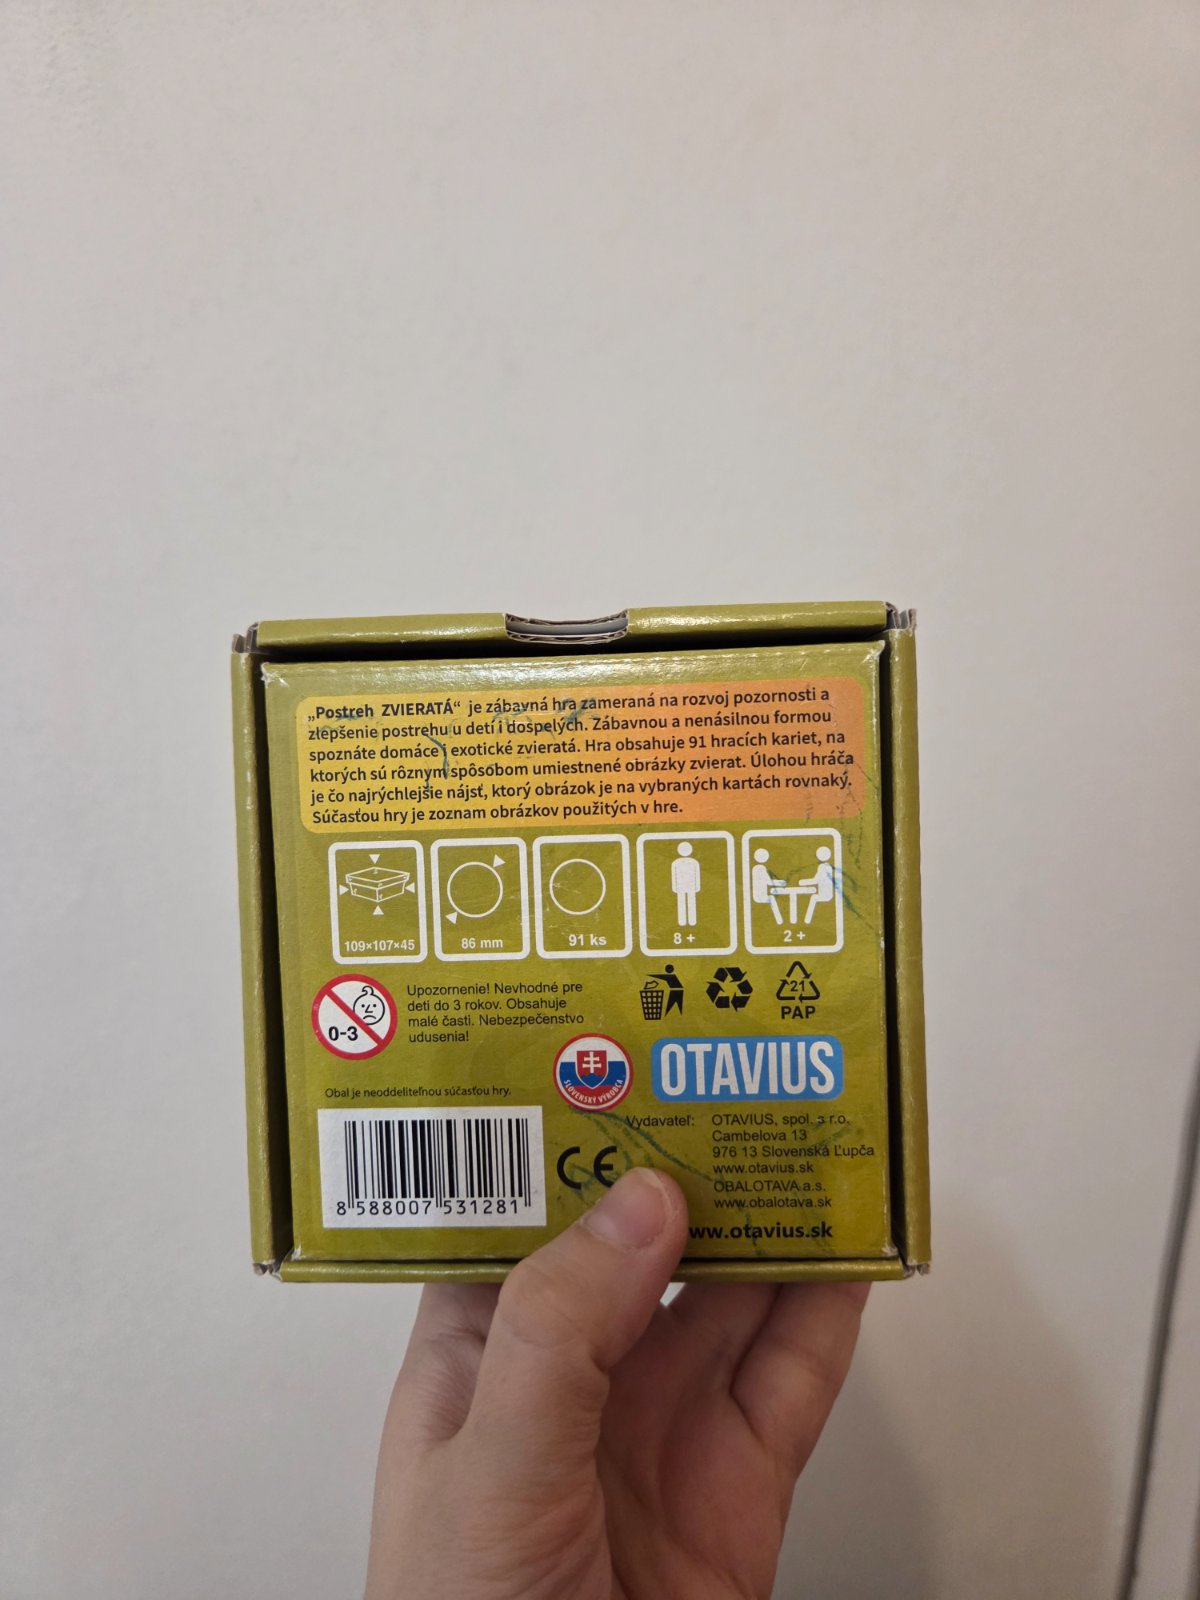 „Postreh ZVIERATÁ“ je zábavná hra zameraná na rozvoj pozornosti a
zlepšenie postrehu u detí i dospelých. Zábavnou a nenásilnou formou
spoznáte domáce i exotické zvieratá. Hra obsahuje 91 hracích kariet, na
ktorých sú rôznym spôsobom umiestnené obrázky zvierat. Úlohou hráča
je čo najrýchlejšie nájsť, ktorý obrázok je na vybraných kartách rovnaký.
Súčasťou hry je zoznam obrázkov použitých v hre.
109×107×45
86 mm
91 ks
8 +
2 +
0-3
Upozornenie! Nevhodné pre
deti do 3 rokov. Obsahuje
malé časti. Nebezpečenstvo
udusenia!
21
PAP
SLOVENSKÝ VÝROBCA
OTAVIUS
Obal je neoddeliteľnou súčasťou hry.
8 588007 531281
CE
Vydavateľ: OTAVIUS, spol. s r.o.
Cambelova 13
976 13 Slovenská Ľupča
www.otavius.sk
OBALOTAVA a.s.
www.obalotava.sk
ww.otavius.sk